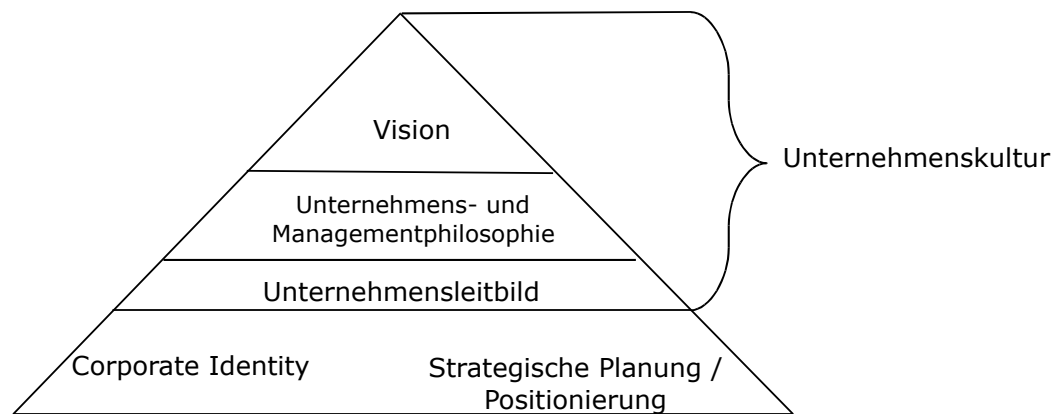 Vision
Unternehmenskultur
Unternehmens- und
Managementphilosophie
Unternehmensleitbild
Corporate Identity
Strategische Planung /
Positionierung